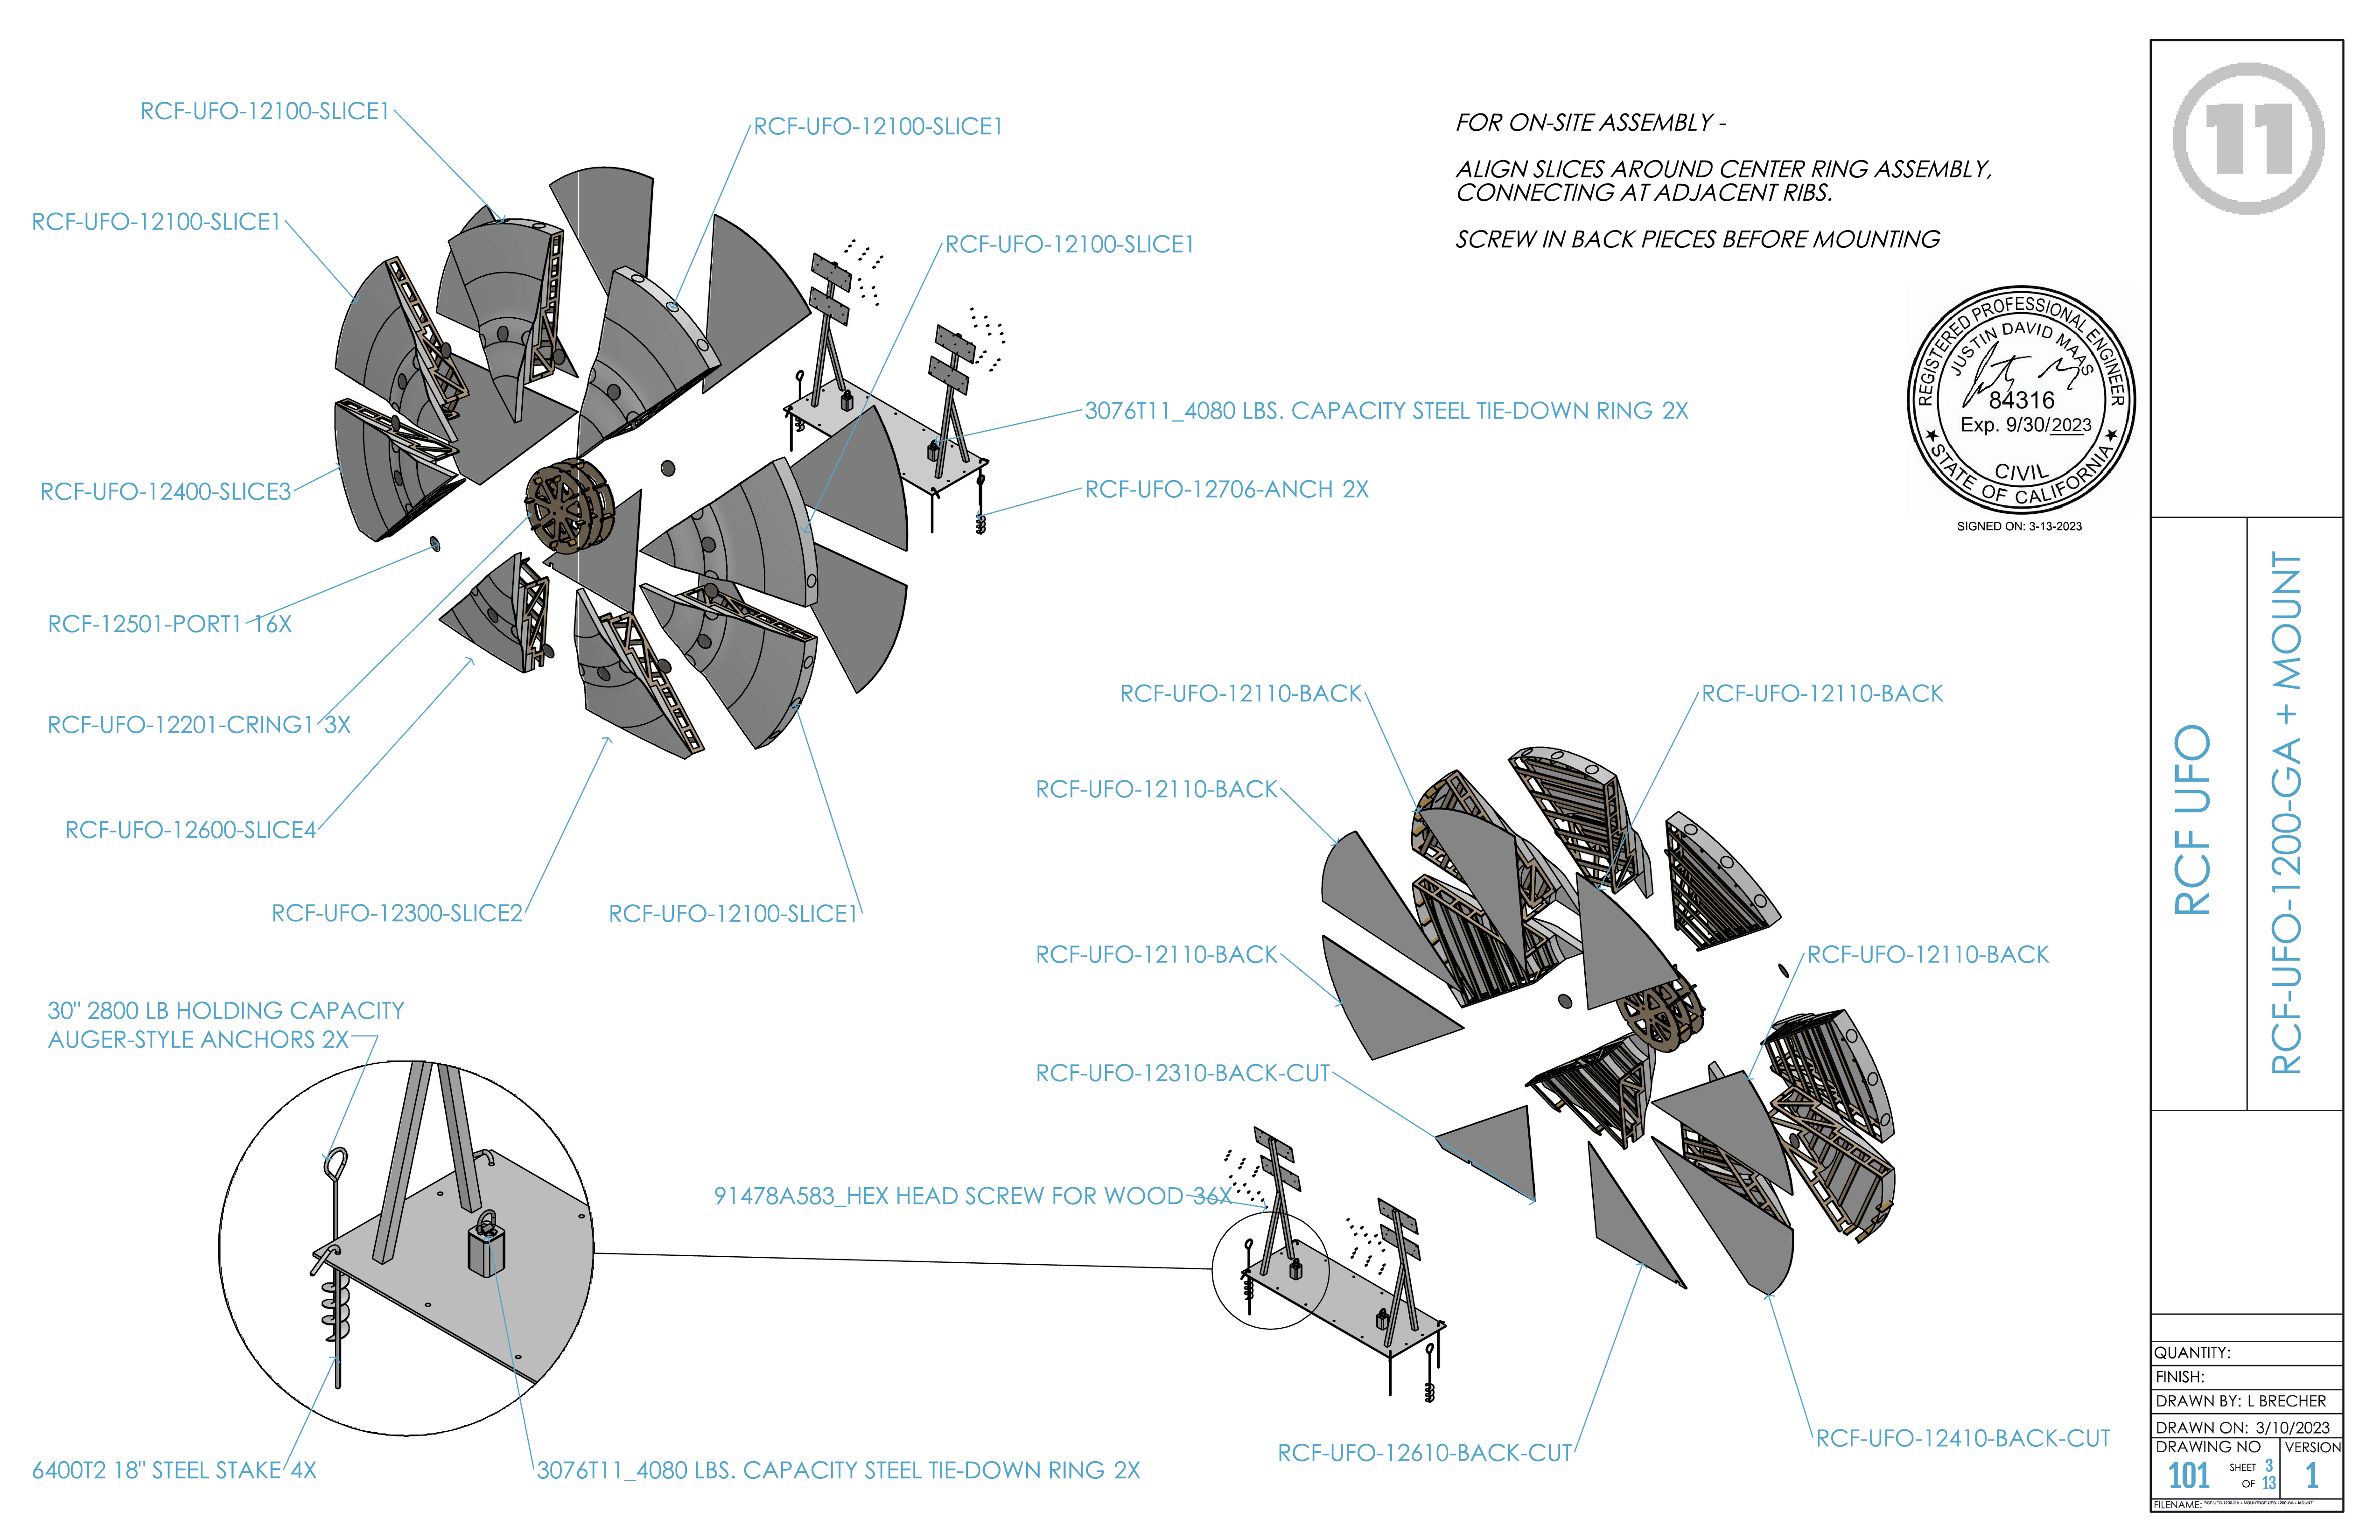 RCF-UFO-12100-SLICE1
RCF-UFO-12100-SLICE1
RCF-UFO-12100-SLICE1
RCF-UFO-12100-SLICE1
RCF-UFO-12400-SLICE3
RCF-12501-PORT1 16X
RCF-UFO-12201-CRING1 3X
RCF-UFO-12600-SLICE4
RCF-UFO-12300-SLICE2
RCF-UFO-12100-SLICE1
3076T11_4080 LBS. CAPACITY STEEL TIE-DOWN RING 2X
RCF-UFO-12706-ANCH 2X
FOR ON-SITE ASSEMBLY -
ALIGN SLICES AROUND CENTER RING ASSEMBLY,
CONNECTING AT ADJACENT RIBS.
SCREW IN BACK PIECES BEFORE MOUNTING
REGISTERED PROFESSIONAL ENGINEER
JUSTIN DAVID MAAS
84316
Exp. 9/30/2023
CIVIL
★ STATE OF CALIFORNIA ★
SIGNED ON: 3-13-2023
RCF-UFO-12110-BACK
RCF-UFO-12110-BACK
RCF-UFO-12110-BACK
RCF-UFO-12110-BACK
RCF-UFO-12110-BACK
RCF-UFO-12310-BACK-CUT
91478A583_HEX HEAD SCREW FOR WOOD 36X
RCF-UFO-12610-BACK-CUT
RCF-UFO-12410-BACK-CUT
30" 2800 LB HOLDING CAPACITY
AUGER-STYLE ANCHORS 2X
6400T2 18" STEEL STAKE 4X
3076T11_4080 LBS. CAPACITY STEEL TIE-DOWN RING 2X
11
RCF UFO
RCF-UFO-1200-GA + MOUNT
QUANTITY:
FINISH:
DRAWN BY: L BRECHER
DRAWN ON: 3/10/2023
DRAWING NO
101
SHEET 3
OF 13
VERSION
1
FILENAME: